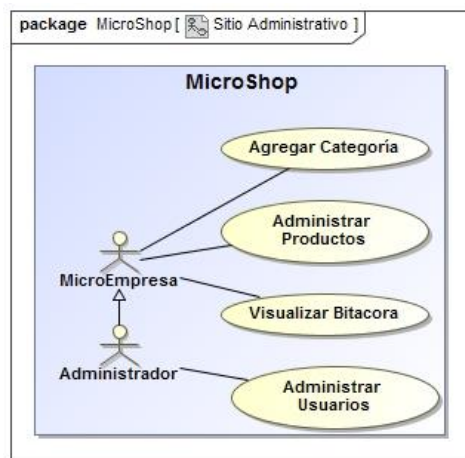 package MicroShop [ Sitio Administrativo ]
MicroShop
Agregar Categoría
Administrar
Productos
MicroEmpresa
Visualizar Bitacora
Administrador
Administrar
Usuarios